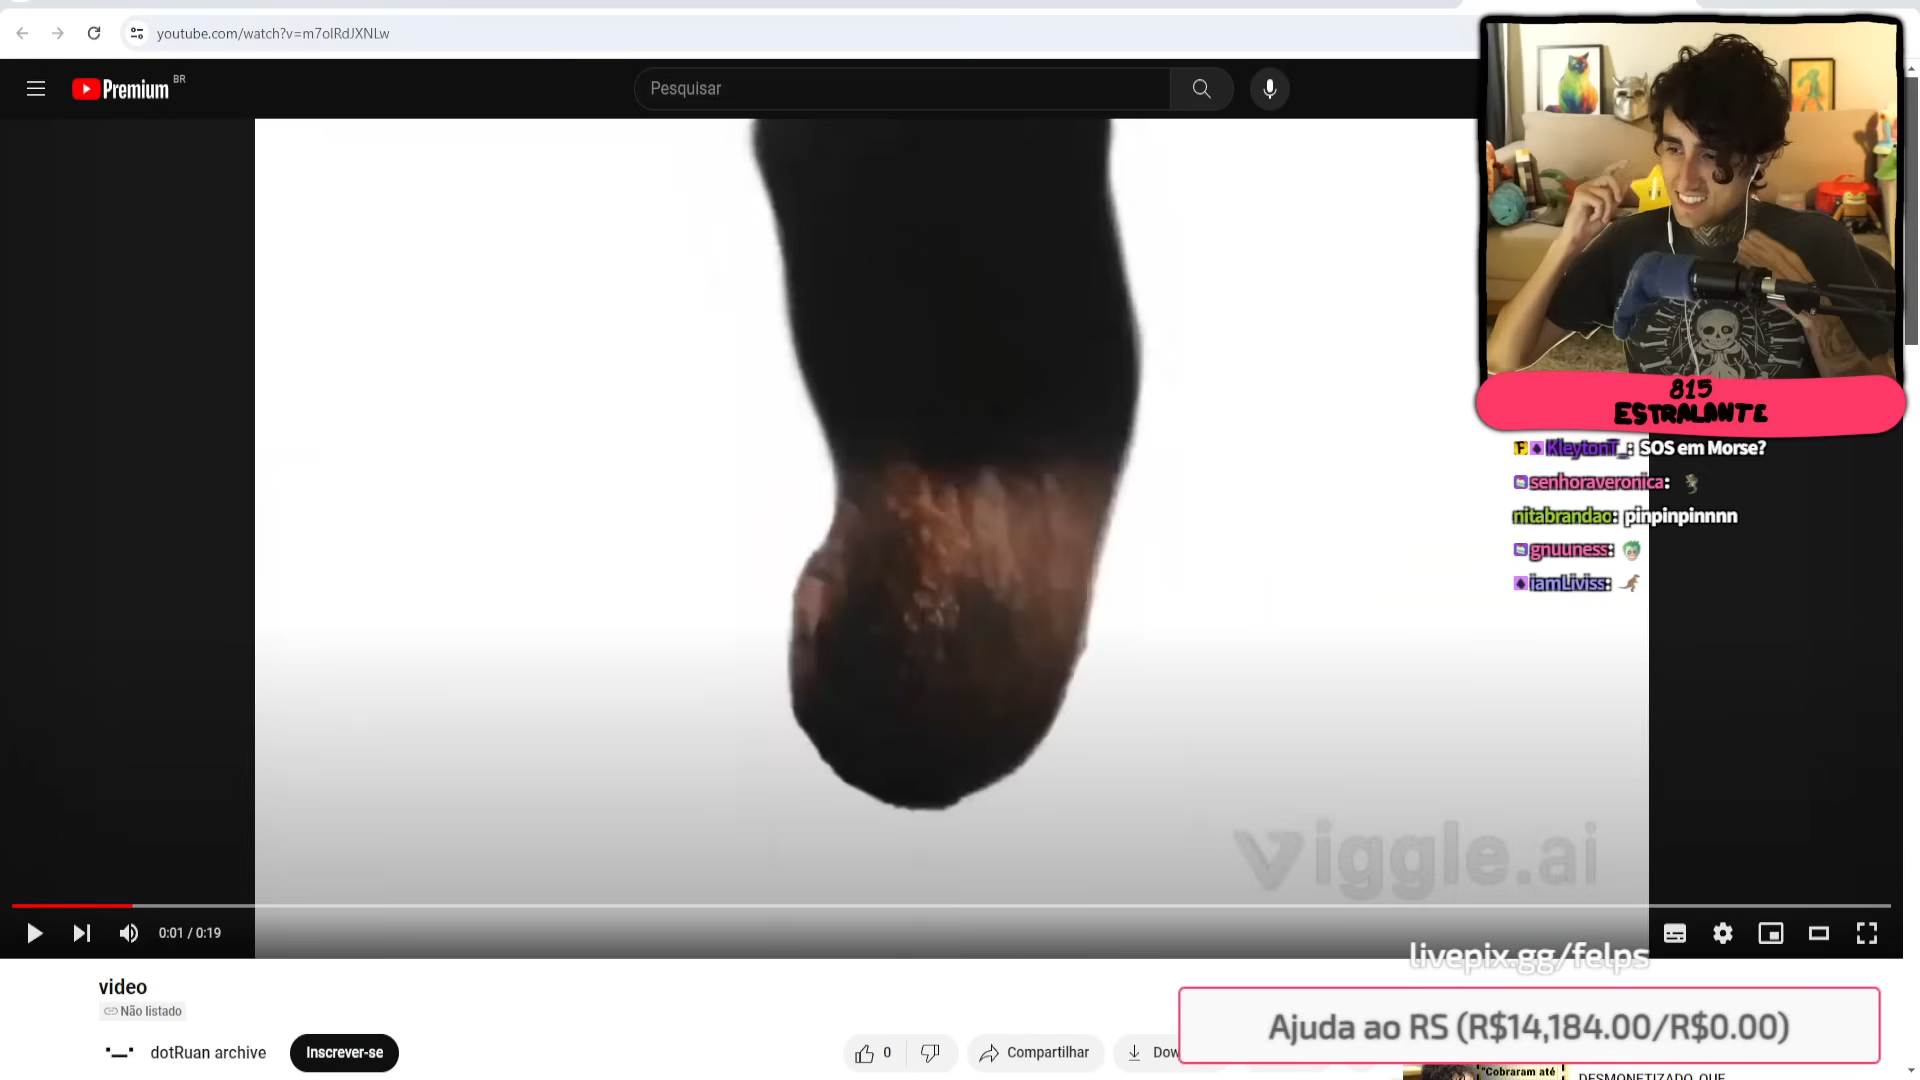 youtube.com/watch?v=m7olRdJXNLw
Premium BR
Pesquisar
815
ESTRALANTE
KleytonT_: SOS em Morse?
senhoraveronica:
nitabrandao: pinpinpinnnn
gnuuness:
iamLiviss:
viggle.ai
0:01 / 0:19
livepix.gg/felps
video
Não listado
dotRuan archive
Inscrever-se
0
Compartilhar
Dow
Ajuda ao RS (R$14,184.00/R$0.00)
"Cobraram até
DESMONETIZADO, QUE